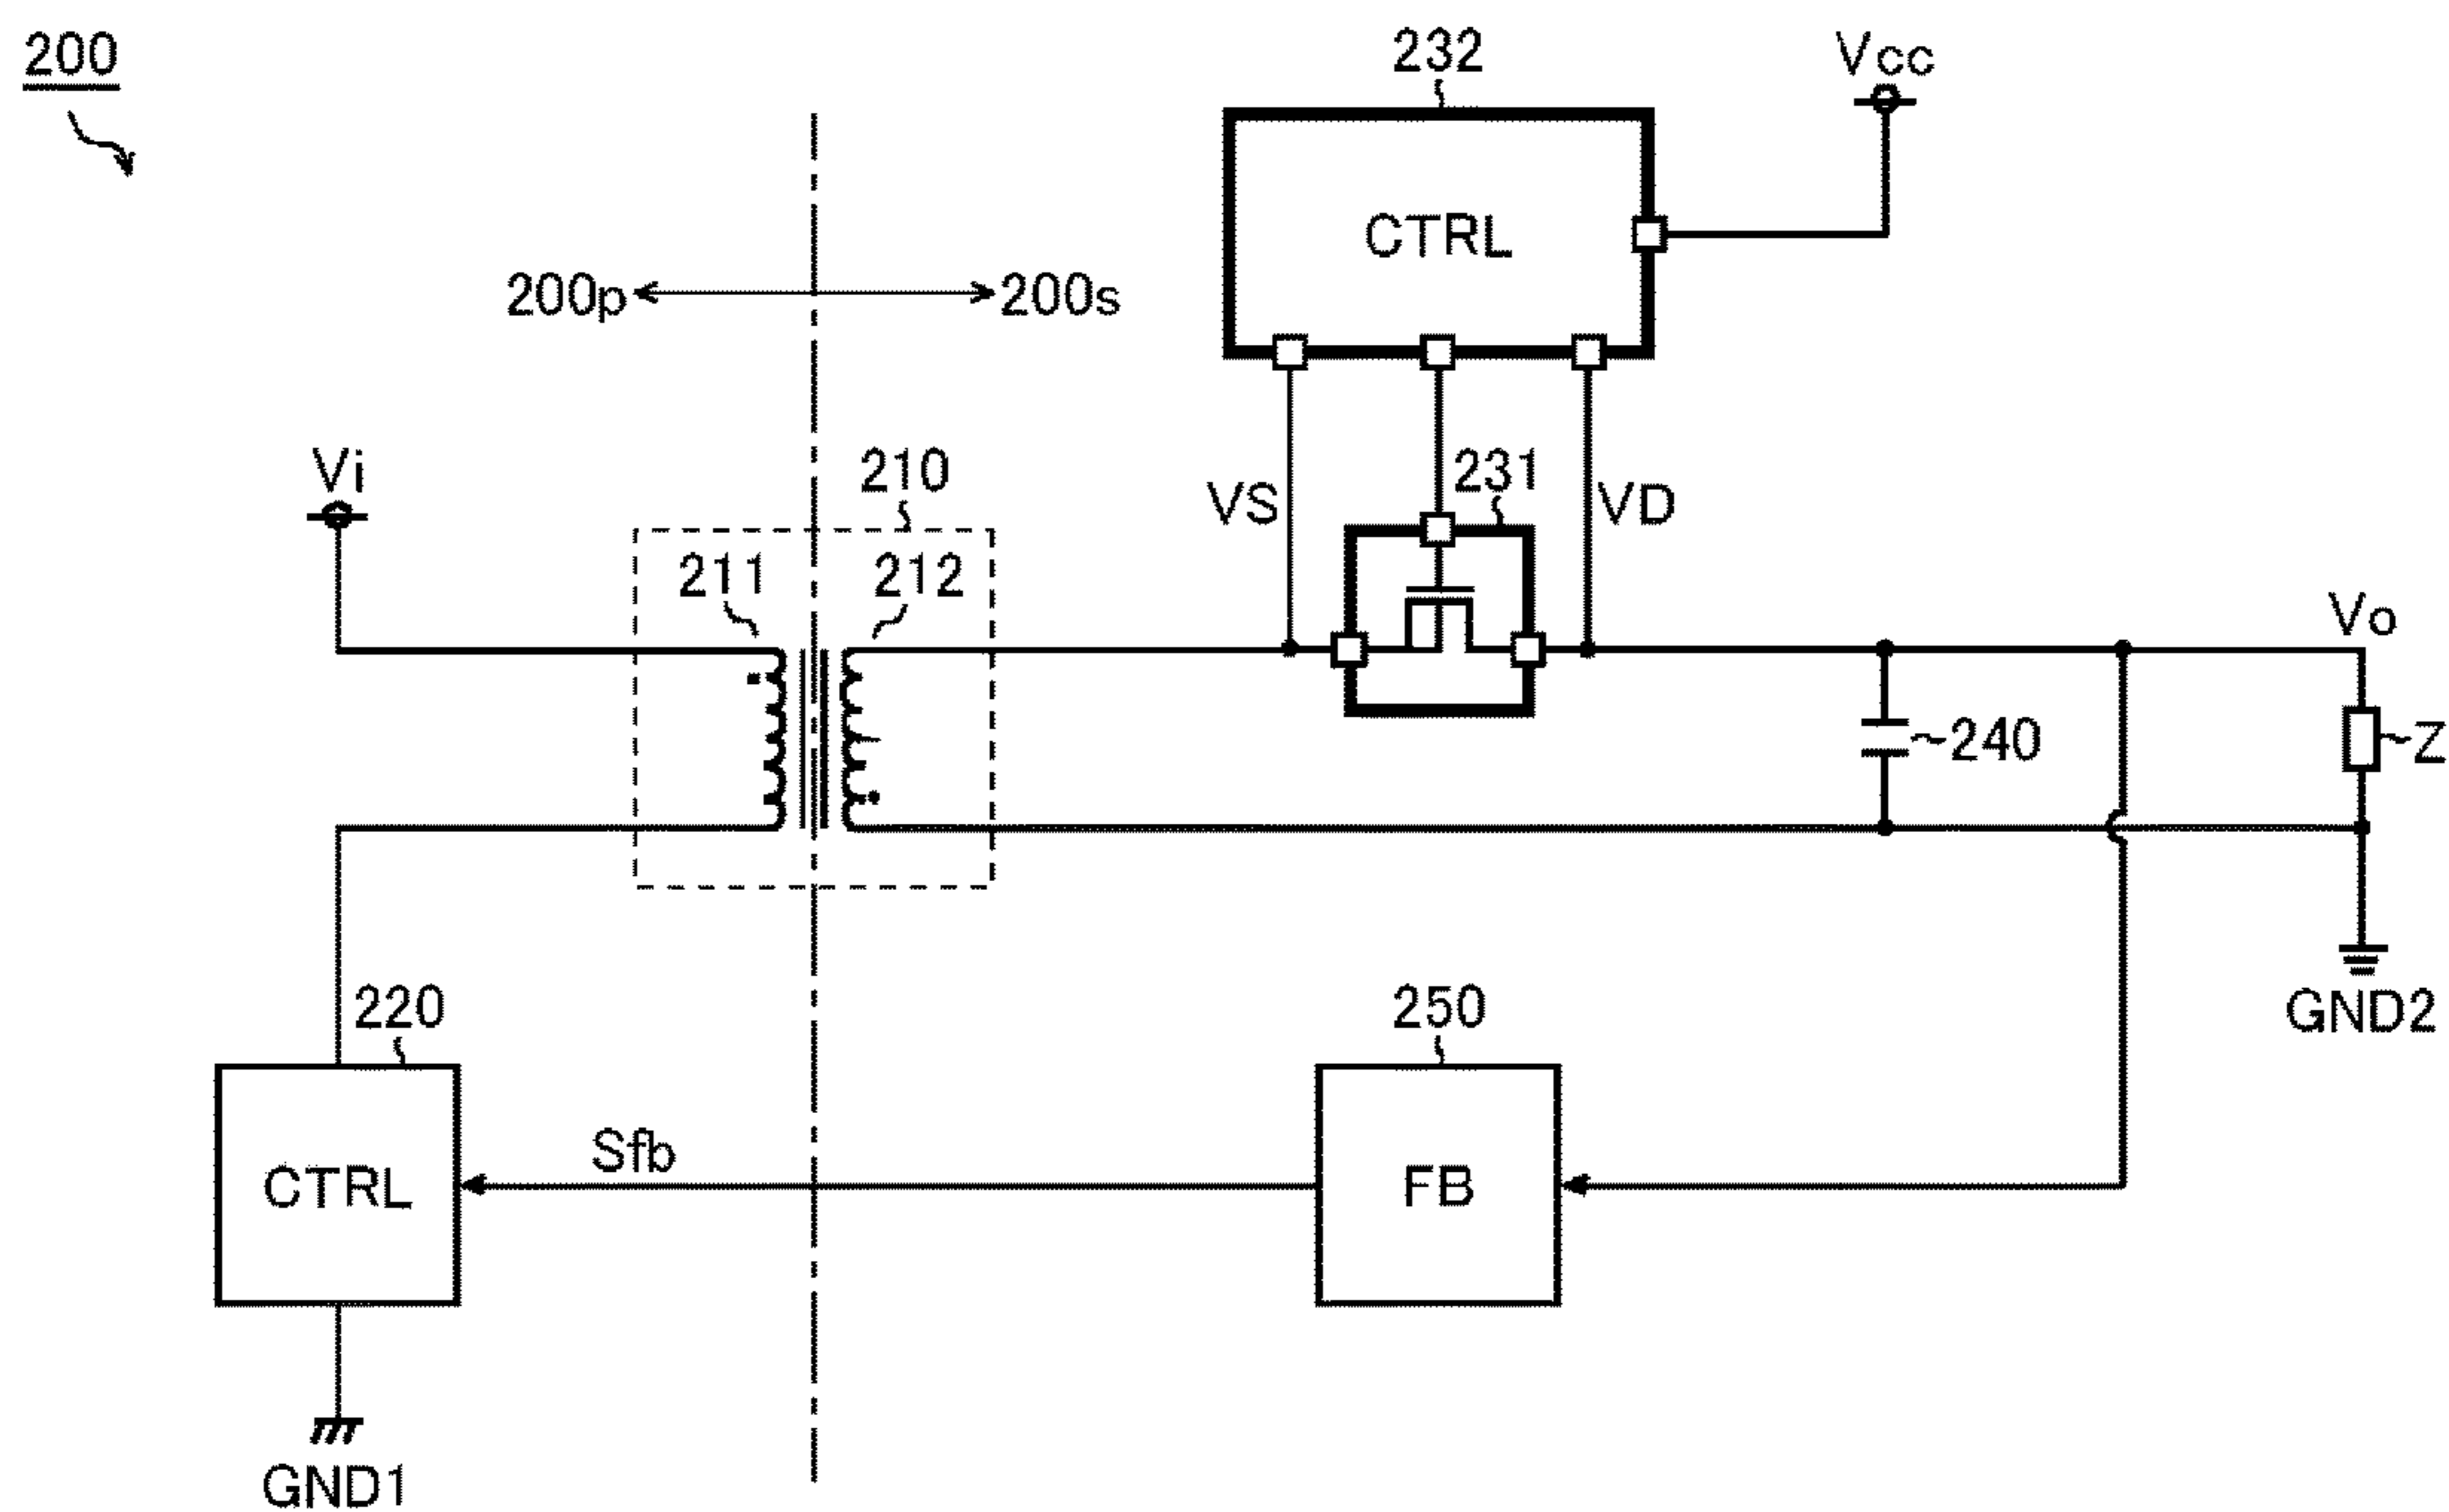 200
232
Vcc
CTRL
200p
200s
Vi
210
VS
231
VD
211
212
Vo
~240
~Z
220
250
GND2
Sfb
CTRL
FB
GND1